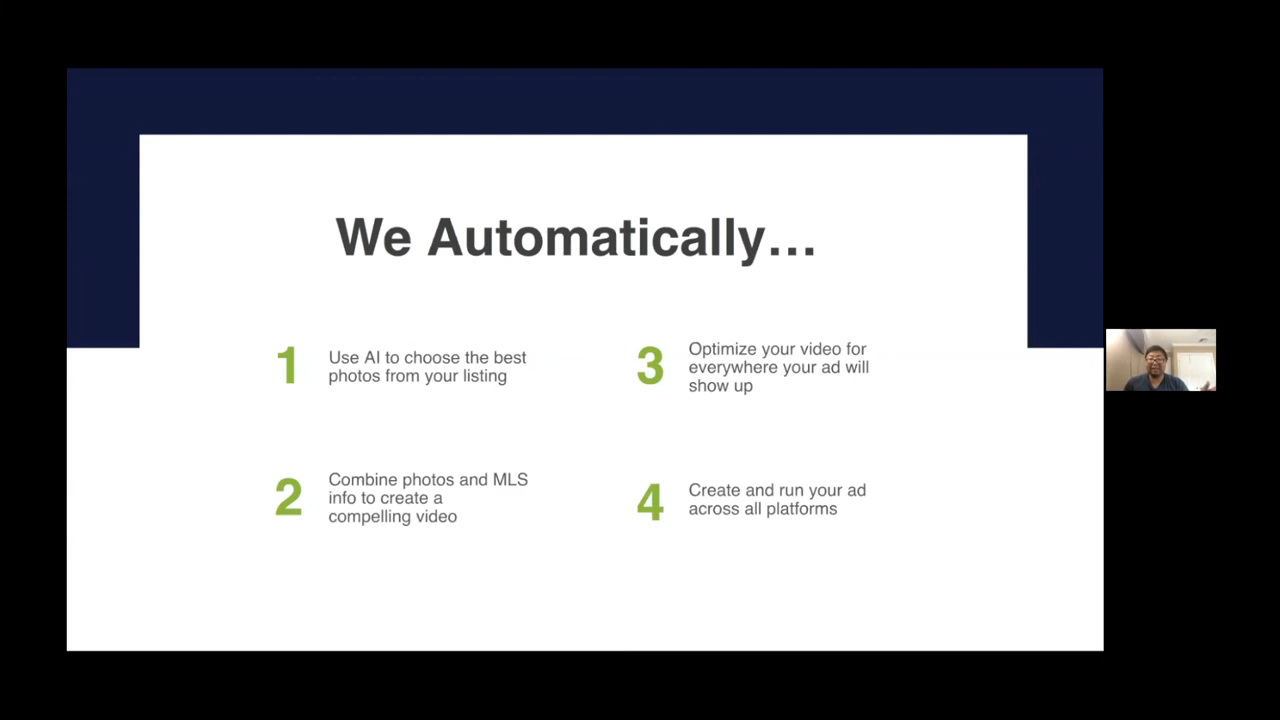 We Automatically...
1
Use AI to choose the best
photos from your listing
2
Combine photos and MLS
info to create a
compelling video
3
Optimize your video for
everywhere your ad will
show up
4
Create and run your ad
across all platforms